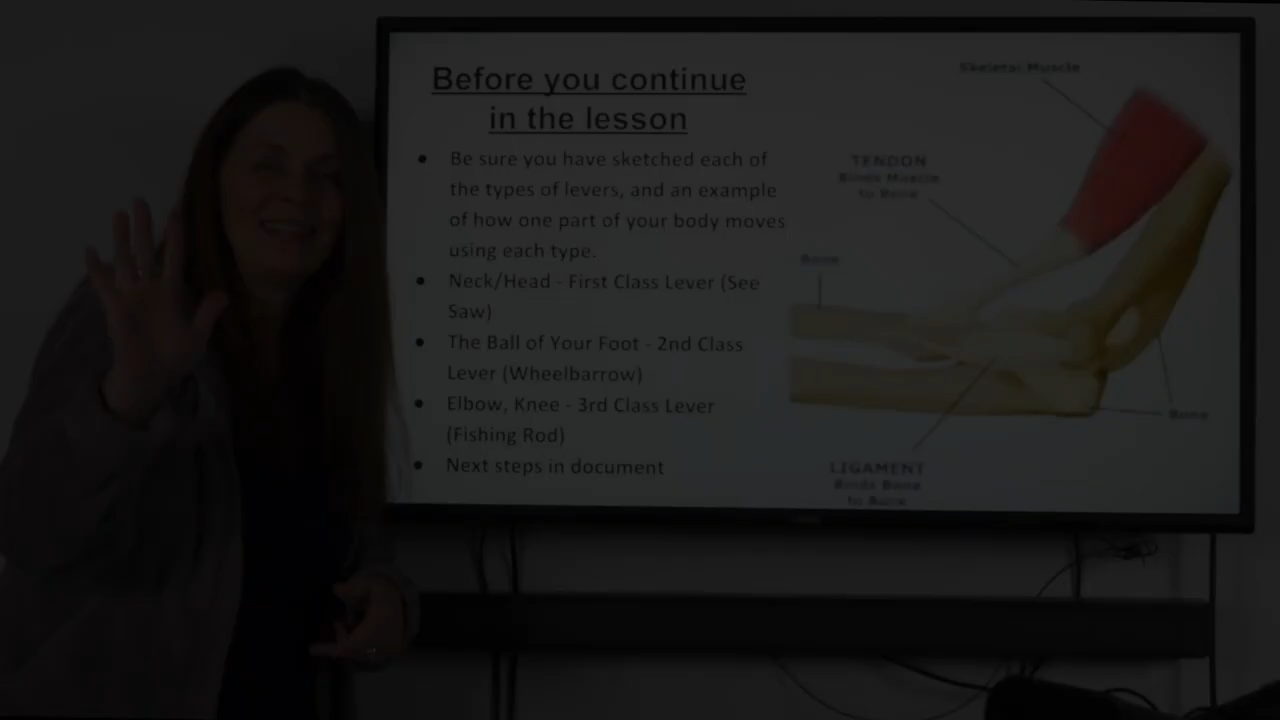 Before you continue
in the lesson
● Be sure you have sketched each of
the types of levers, and an example
of how one part of your body moves
using each type.
● Neck/Head - First Class Lever (See
Saw)
● The Ball of Your Foot - 2nd Class
Lever (Wheelbarrow)
● Elbow, Knee - 3rd Class Lever
(Fishing Rod)
● Next steps in document
Skeletal Muscle
TENDON
Binds Muscle
to Bone
Bone
Bone
LIGAMENT
Binds Bone
to Bone